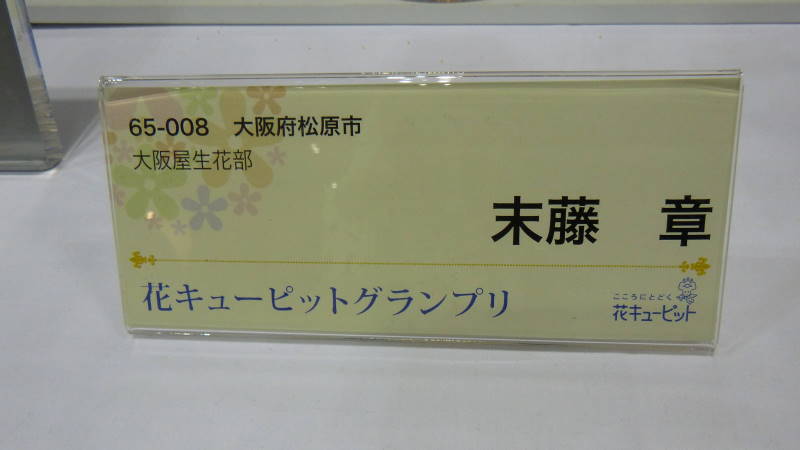 65-008　大阪府松原市
大阪屋生花部
末藤　章
花キューピットグランプリ
こころにとどく
花キューピット